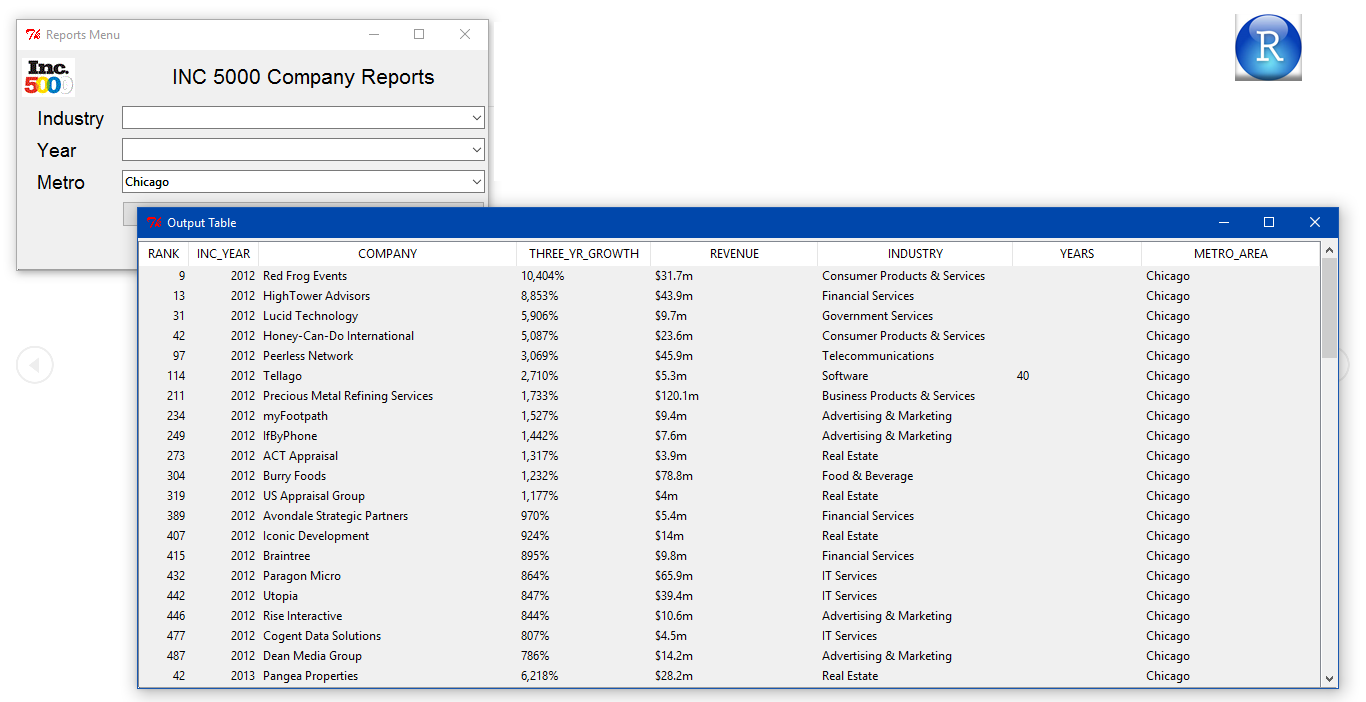 Reports Menu
Inc.
5000
INC 5000 Company Reports
Industry
Year
Metro Chicago
R
Output Table
RANK INC_YEAR COMPANY THREE_YR_GROWTH REVENUE INDUSTRY YEARS METRO_AREA
9 2012 Red Frog Events 10,404% $31.7m Consumer Products & Services Chicago
13 2012 HighTower Advisors 8,853% $43.9m Financial Services Chicago
31 2012 Lucid Technology 5,906% $9.7m Government Services Chicago
42 2012 Honey-Can-Do International 5,087% $23.6m Consumer Products & Services Chicago
97 2012 Peerless Network 3,069% $45.9m Telecommunications Chicago
114 2012 Tellago 2,710% $5.3m Software 40 Chicago
211 2012 Precious Metal Refining Services 1,733% $120.1m Business Products & Services Chicago
234 2012 myFootpath 1,527% $9.4m Advertising & Marketing Chicago
249 2012 IfByPhone 1,442% $7.6m Advertising & Marketing Chicago
273 2012 ACT Appraisal 1,317% $3.9m Real Estate Chicago
304 2012 Burry Foods 1,232% $78.8m Food & Beverage Chicago
319 2012 US Appraisal Group 1,177% $4m Real Estate Chicago
389 2012 Avondale Strategic Partners 970% $5.4m Financial Services Chicago
407 2012 Iconic Development 924% $14m Real Estate Chicago
415 2012 Braintree 895% $9.8m Financial Services Chicago
432 2012 Paragon Micro 864% $65.9m IT Services Chicago
442 2012 Utopia 847% $39.4m IT Services Chicago
446 2012 Rise Interactive 844% $10.6m Advertising & Marketing Chicago
477 2012 Cogent Data Solutions 807% $4.5m IT Services Chicago
487 2012 Dean Media Group 786% $14.2m Advertising & Marketing Chicago
42 2013 Pangea Properties 6,218% $28.2m Real Estate Chicago